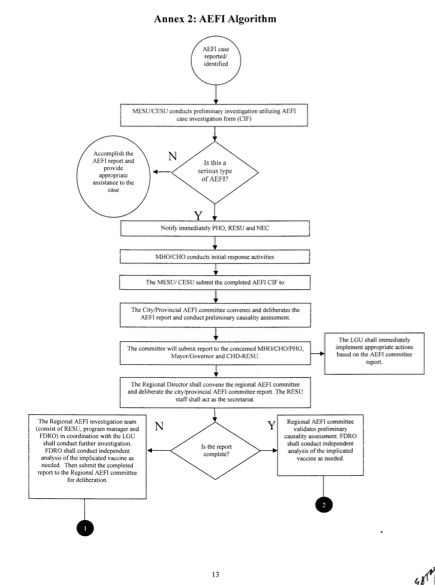 Annex 2: AEFI Algorithm
AEFI case
reported/
identified
MESU/CESU conducts preliminary investigation utilizing AEFI
case investigation form (CIF)
Accomplish the
AEFI report and
provide
appropriate
assistance to the
case
N
Is this a
serious type
of AEFI?
Y
Notify immediately PHO, RESU and NEC
MHO/CHO conducts initial response activities
The MESU/ CESU submit the completed AEFI CIF to
The City/Provincial AEFI committee convenes and deliberates the
AEFI report and conduct preliminary causality assessment.
The committee will submit report to the concerned MHO/CHO/PHO,
Mayor/Governor and CHD-RESU.
The LGU shall immediately
implement appropriate actions
based on the AEFI committee
report.
The Regional Director shall convene the regional AEFI committee
and deliberate the city/provincial AEFI committee report. The RESU
staff shall act as the secretariat.
The Regional AEFI investigation team
(consist of RESU, program manager and
FDRO) in coordination with the LGU
shall conduct further investigation.
FDRO shall conduct independent
analysis of the implicated vaccine as
needed. Then submit the completed
report to the Regional AEFI committee
for deliberation.
N
Is the report
complete?
Y
Regional AEFI committee
validates preliminary
causality assessment. FDRO
shall conduct independent
analysis of the implicated
vaccine as needed.
1
2
13